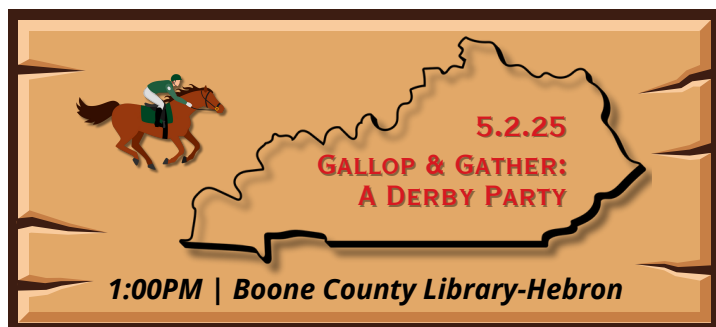 5.2.25
Gallop & Gather:
A Derby Party
1:00PM | Boone County Library-Hebron